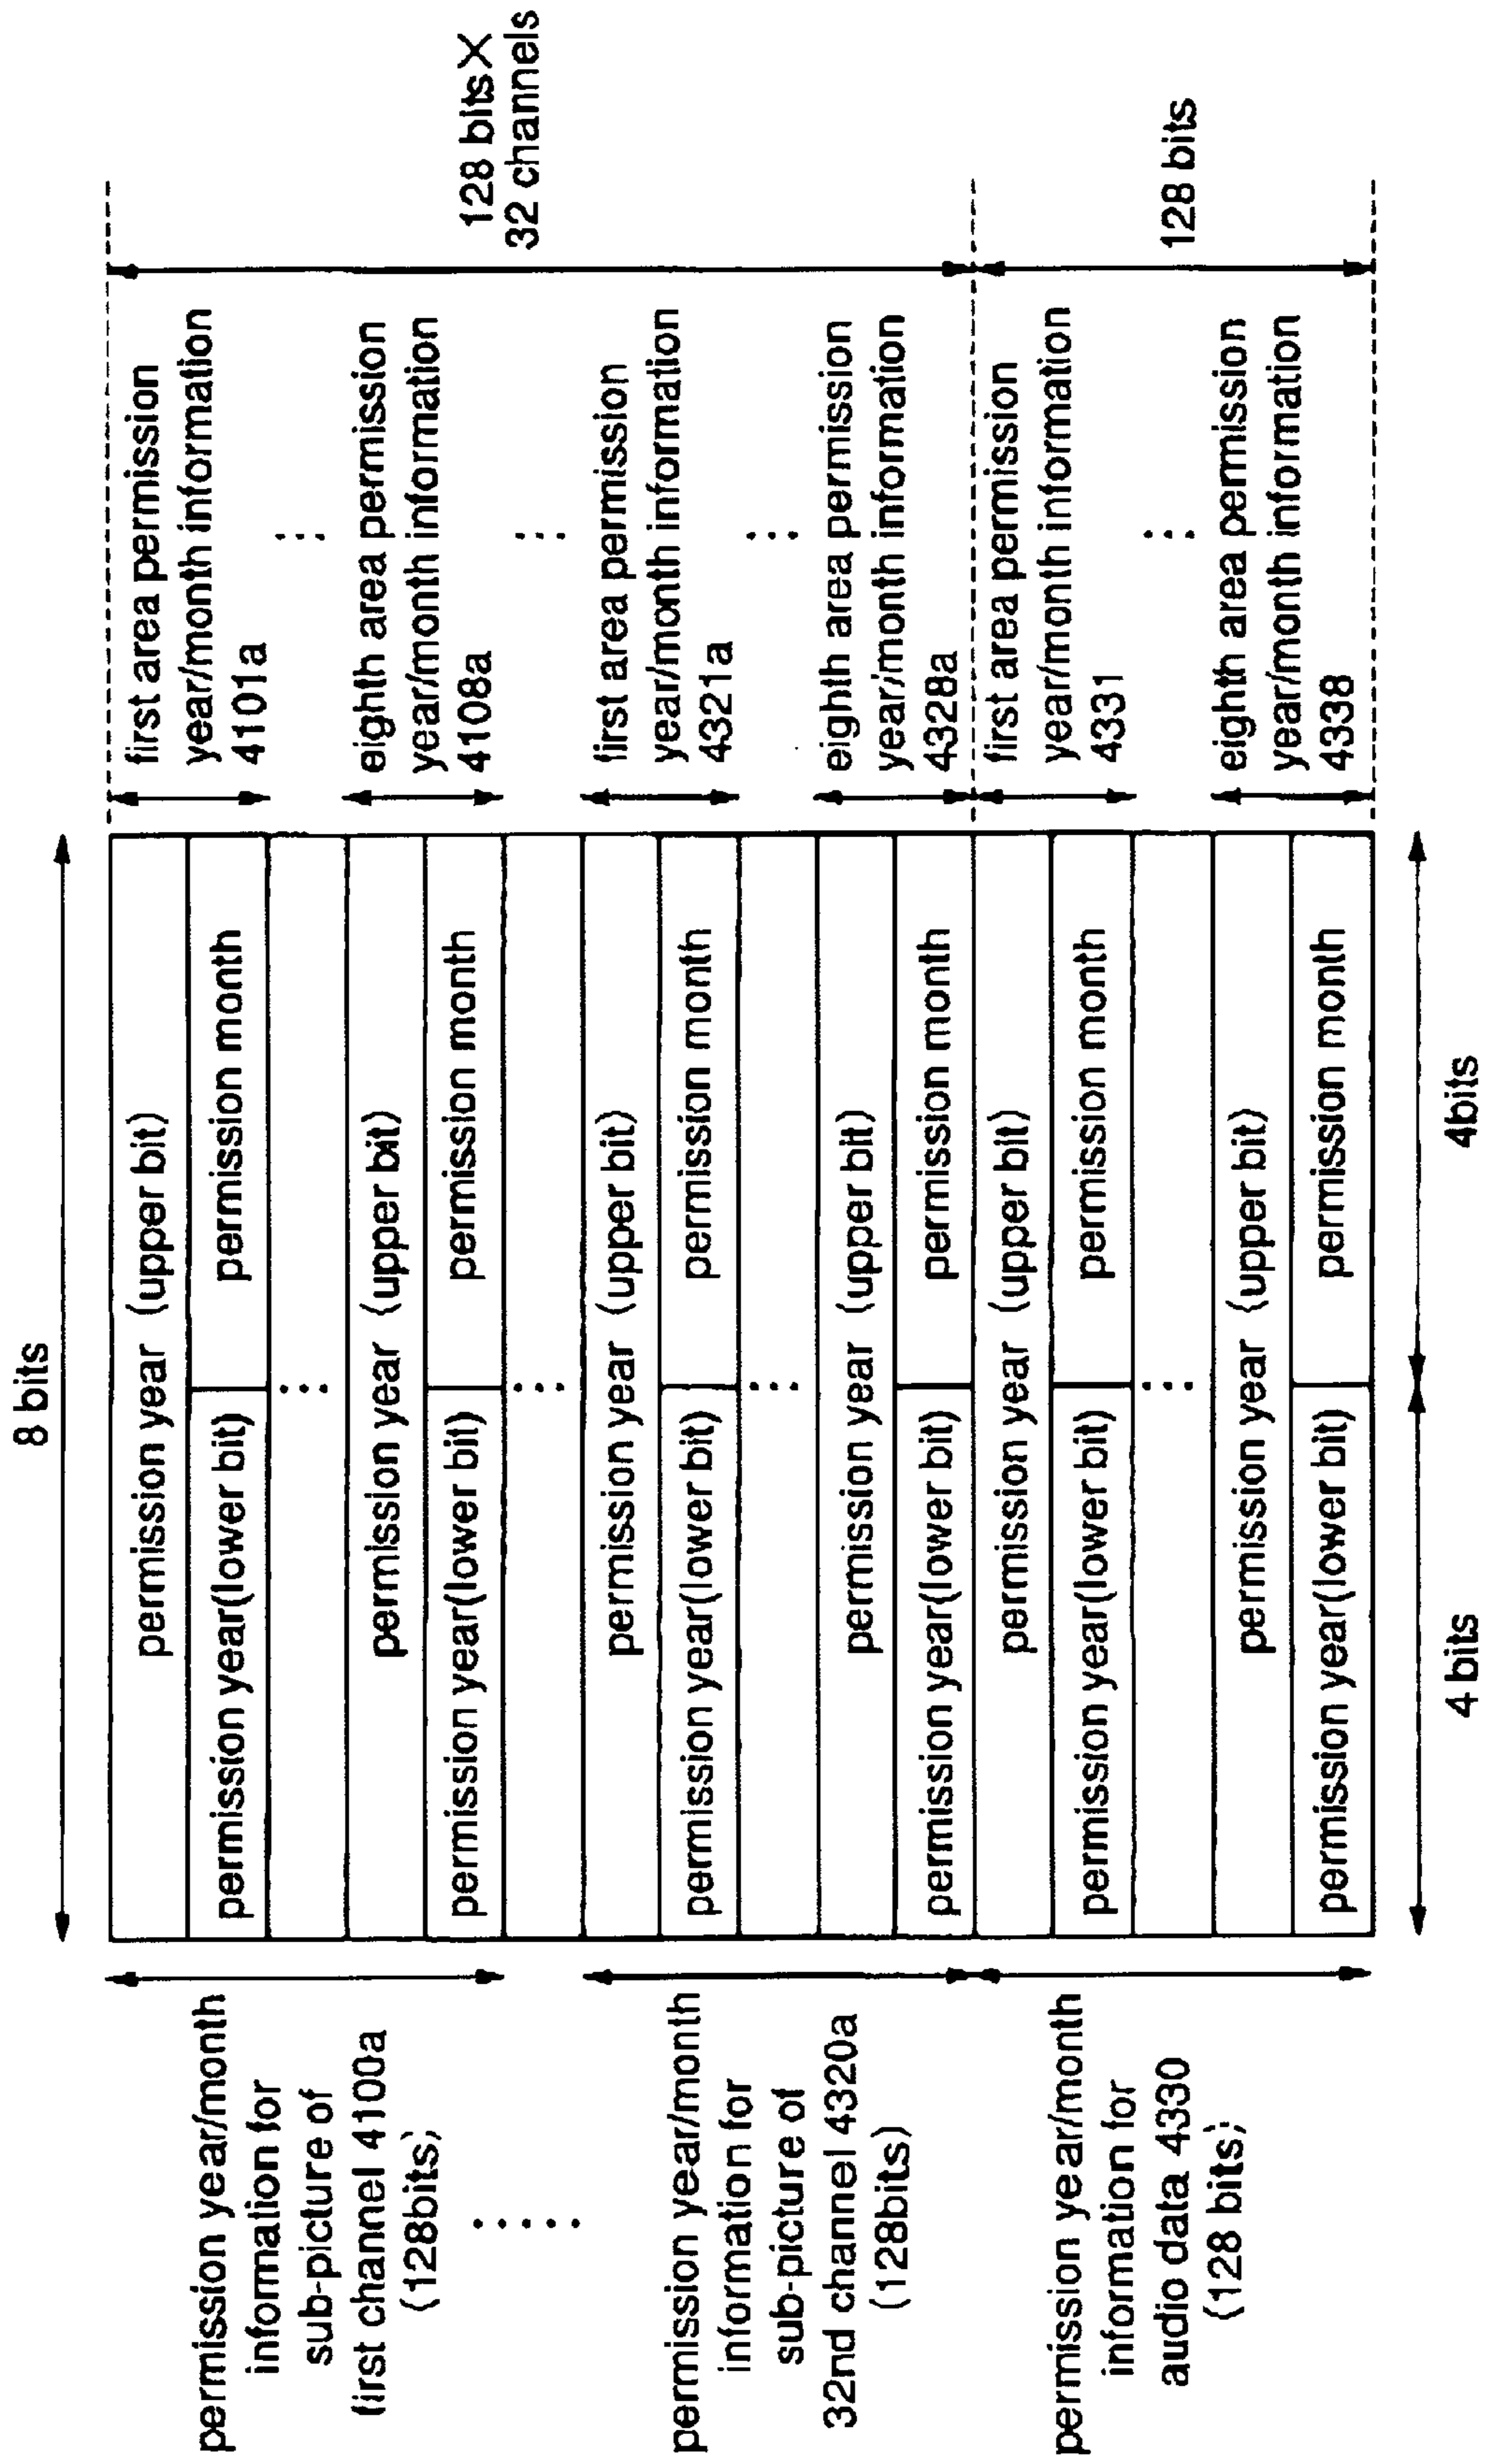 8 bits
permission year/month
information for
sub-picture of
first channel 4100a
(128bits)
.....
permission year/month
information for
sub-picture of
32nd channel 4320a
(128bits)
permission year/month
information for
audio data 4330
(128 bits)
permission year (upper bit)
permission year(lower bit) permission month
... 
permission year (upper bit)
permission year(lower bit) permission month
...
permission year (upper bit)
permission year(lower bit) permission month
...
permission year (upper bit)
permission year(lower bit) permission month
permission year (upper bit)
permission year(lower bit) permission month
...
permission year (upper bit)
permission year(lower bit) permission month
first area permission
year/month information
4101a
...
eighth area permission
year/month information
4108a
...
first area permission
year/month information
4321a
...
eighth area permission
year/month information
4328a
first area permission
year/month information
4331
...
eighth area permission
year/month information
4338
128 bits×
32 channels
128 bits
4 bits
4bits